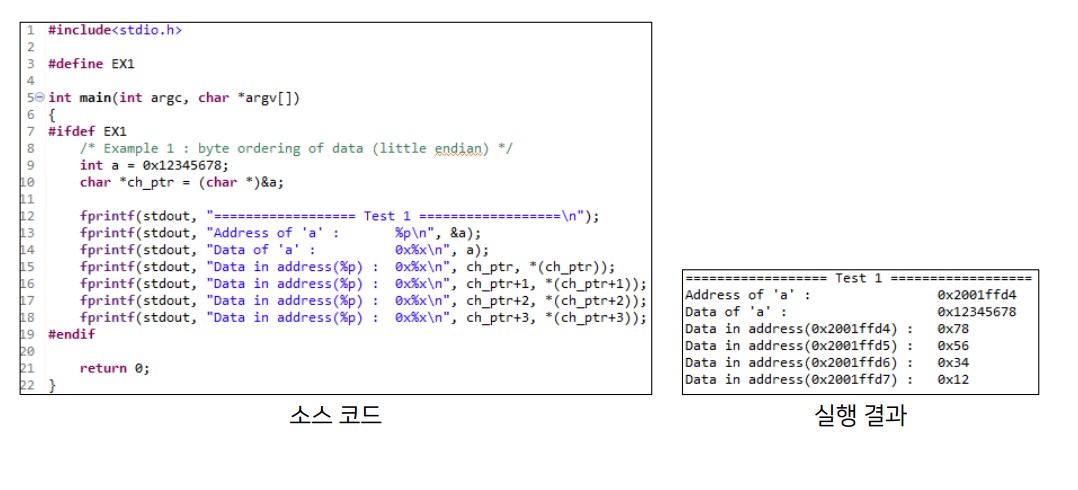 1 #include<stdio.h>
2
3 #define EX1
4
5 int main(int argc, char *argv[])
6 {
7 #ifdef EX1
8     /* Example 1 : byte ordering of data (little endian) */
9     int a = 0x12345678;
10     char *ch_ptr = (char *)&a;
11
12     fprintf(stdout, "================== Test 1 ==================\n");
13     fprintf(stdout, "Address of 'a' :       %p\n", &a);
14     fprintf(stdout, "Data of 'a' :          0x%x\n", a);
15     fprintf(stdout, "Data in address(%p) :  0x%x\n", ch_ptr, *(ch_ptr));
16     fprintf(stdout, "Data in address(%p) :  0x%x\n", ch_ptr+1, *(ch_ptr+1));
17     fprintf(stdout, "Data in address(%p) :  0x%x\n", ch_ptr+2, *(ch_ptr+2));
18     fprintf(stdout, "Data in address(%p) :  0x%x\n", ch_ptr+3, *(ch_ptr+3));
19 #endif
20
21     return 0;
22 }
소스 코드
================== Test 1 ==================
Address of 'a' :                0x2001ffd4
Data of 'a' :                   0x12345678
Data in address(0x2001ffd4) :   0x78
Data in address(0x2001ffd5) :   0x56
Data in address(0x2001ffd6) :   0x34
Data in address(0x2001ffd7) :   0x12
실행 결과